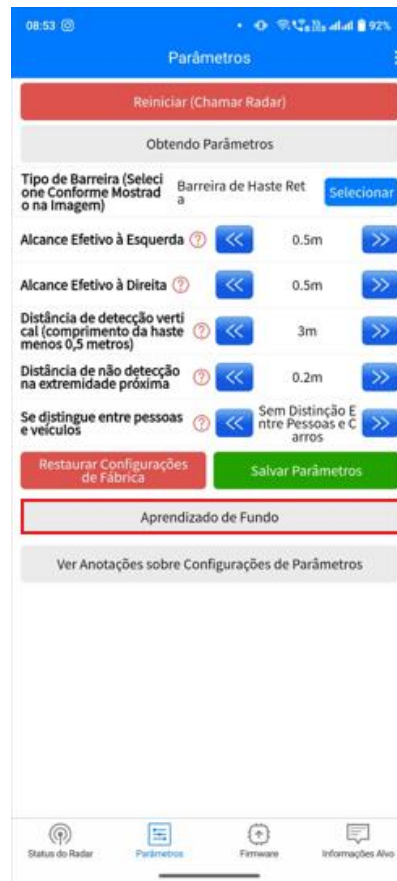 08:53 92%
Parâmetros
Reiniciar (Chamar Radar)
Obtendo Parâmetros
Tipo de Barreira (Seleci
one Conforme Mostrad
o na Imagem)
Barreira de Haste Ret
a
Selecionar
Alcance Efetivo à Esquerda ? 0.5m
Alcance Efetivo à Direita ? 0.5m
Distância de detecção verti
cal (comprimento da haste
menos 0,5 metros)
? 3m
Distância de não detecção
na extremidade próxima
? 0.2m
Se distingue entre pessoas
e veículos
?
Sem Distinção E
ntre Pessoas e C
arros
Restaurar Configurações
de Fábrica
Salvar Parâmetros
Aprendizado de Fundo
Ver Anotações sobre Configurações de Parâmetros
Status do Radar Parâmetros Firmware Informações Alvo